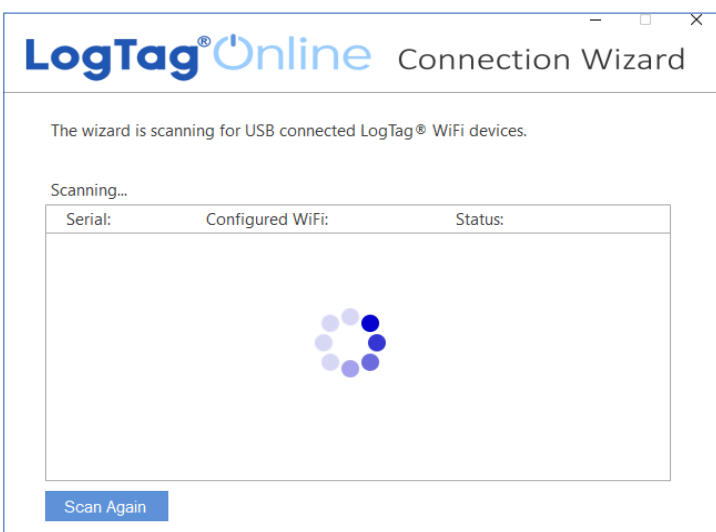 LogTag® Online Connection Wizard
The wizard is scanning for USB connected LogTag® WiFi devices.
Scanning...
Serial: Configured WiFi: Status:
Scan Again